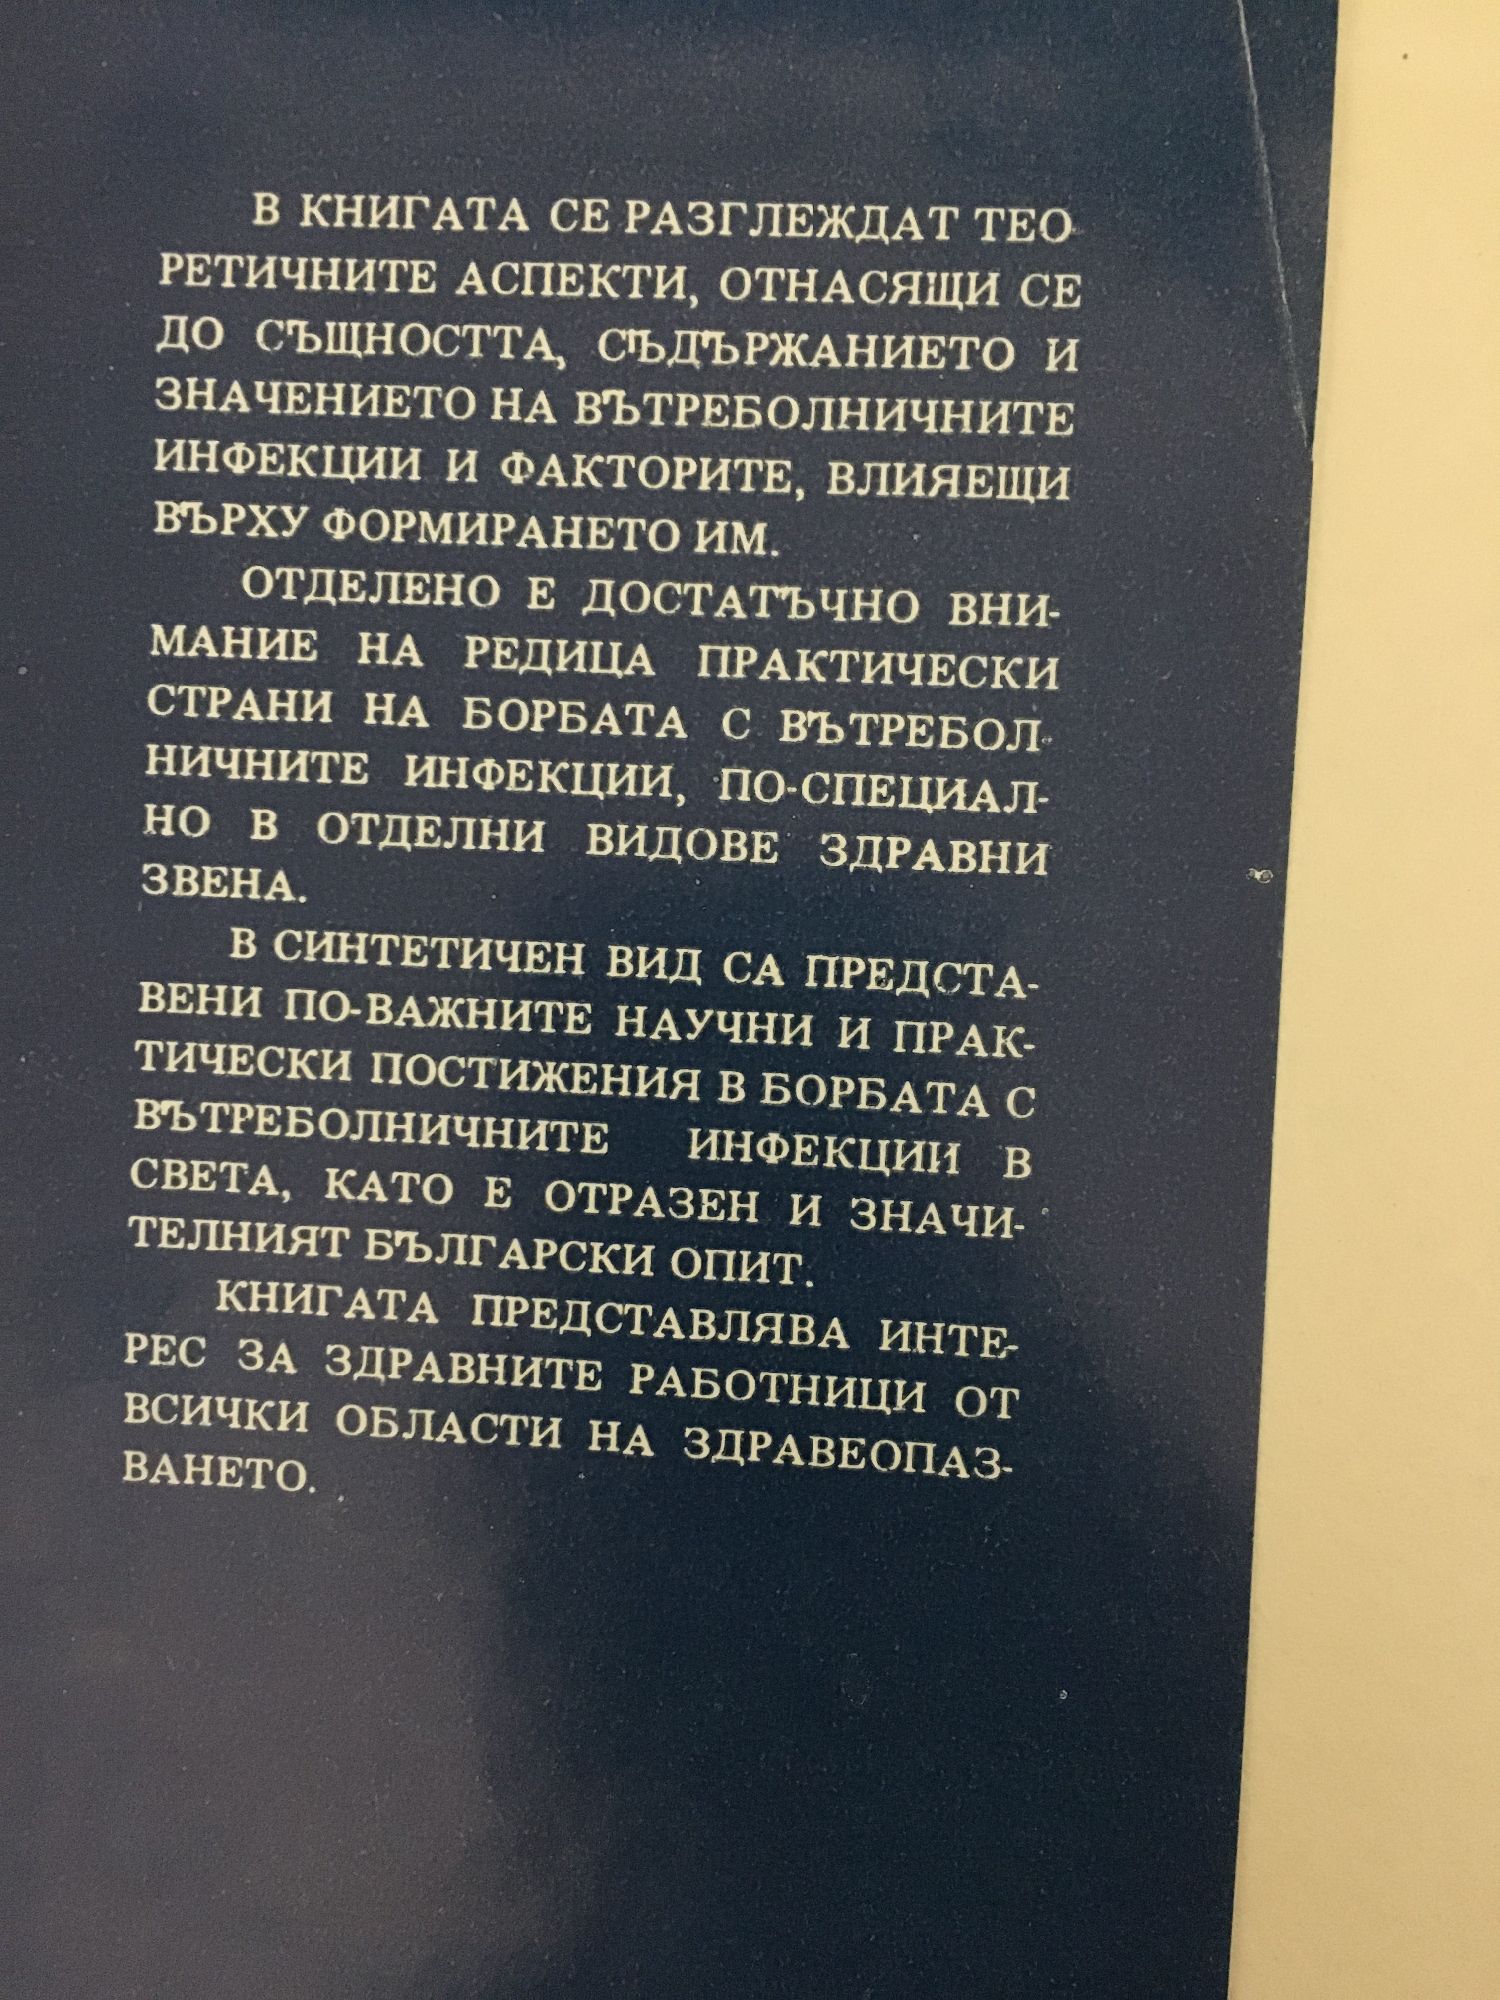 В КНИГАТА СЕ РАЗГЛЕЖДАТ ТЕО-
РЕТИЧНИТЕ АСПЕКТИ, ОТНАСЯЩИ СЕ
ДО СЪЩНОСТТА, СЪДЪРЖАНИЕТО И
ЗНАЧЕНИЕТО НА ВЪТРЕБОЛНИЧНИТЕ
ИНФЕКЦИИ И ФАКТОРИТЕ, ВЛИЯЕЩИ
ВЪРХУ ФОРМИРАНЕТО ИМ.
ОТДЕЛЕНО Е ДОСТАТЪЧНО ВНИ-
МАНИЕ НА РЕДИЦА ПРАКТИЧЕСКИ
СТРАНИ НА БОРБАТА С ВЪТРЕБОЛ-
НИЧНИТЕ ИНФЕКЦИИ, ПО-СПЕЦИАЛ-
НО В ОТДЕЛНИ ВИДОВЕ ЗДРАВНИ
ЗВЕНА.
В СИНТЕТИЧЕН ВИД СА ПРЕДСТА-
ВЕНИ ПО-ВАЖНИТЕ НАУЧНИ И ПРАК-
ТИЧЕСКИ ПОСТИЖЕНИЯ В БОРБАТА С
ВЪТРЕБОЛНИЧНИТЕ ИНФЕКЦИИ В
СВЕТА, КАТО Е ОТРАЗЕН И ЗНАЧИ-
ТЕЛНИЯТ БЪЛГАРСКИ ОПИТ.
КНИГАТА ПРЕДСТАВЛЯВА ИНТЕ-
РЕС ЗА ЗДРАВНИТЕ РАБОТНИЦИ ОТ
ВСИЧКИ ОБЛАСТИ НА ЗДРАВЕОПАЗ-
ВАНЕТО.